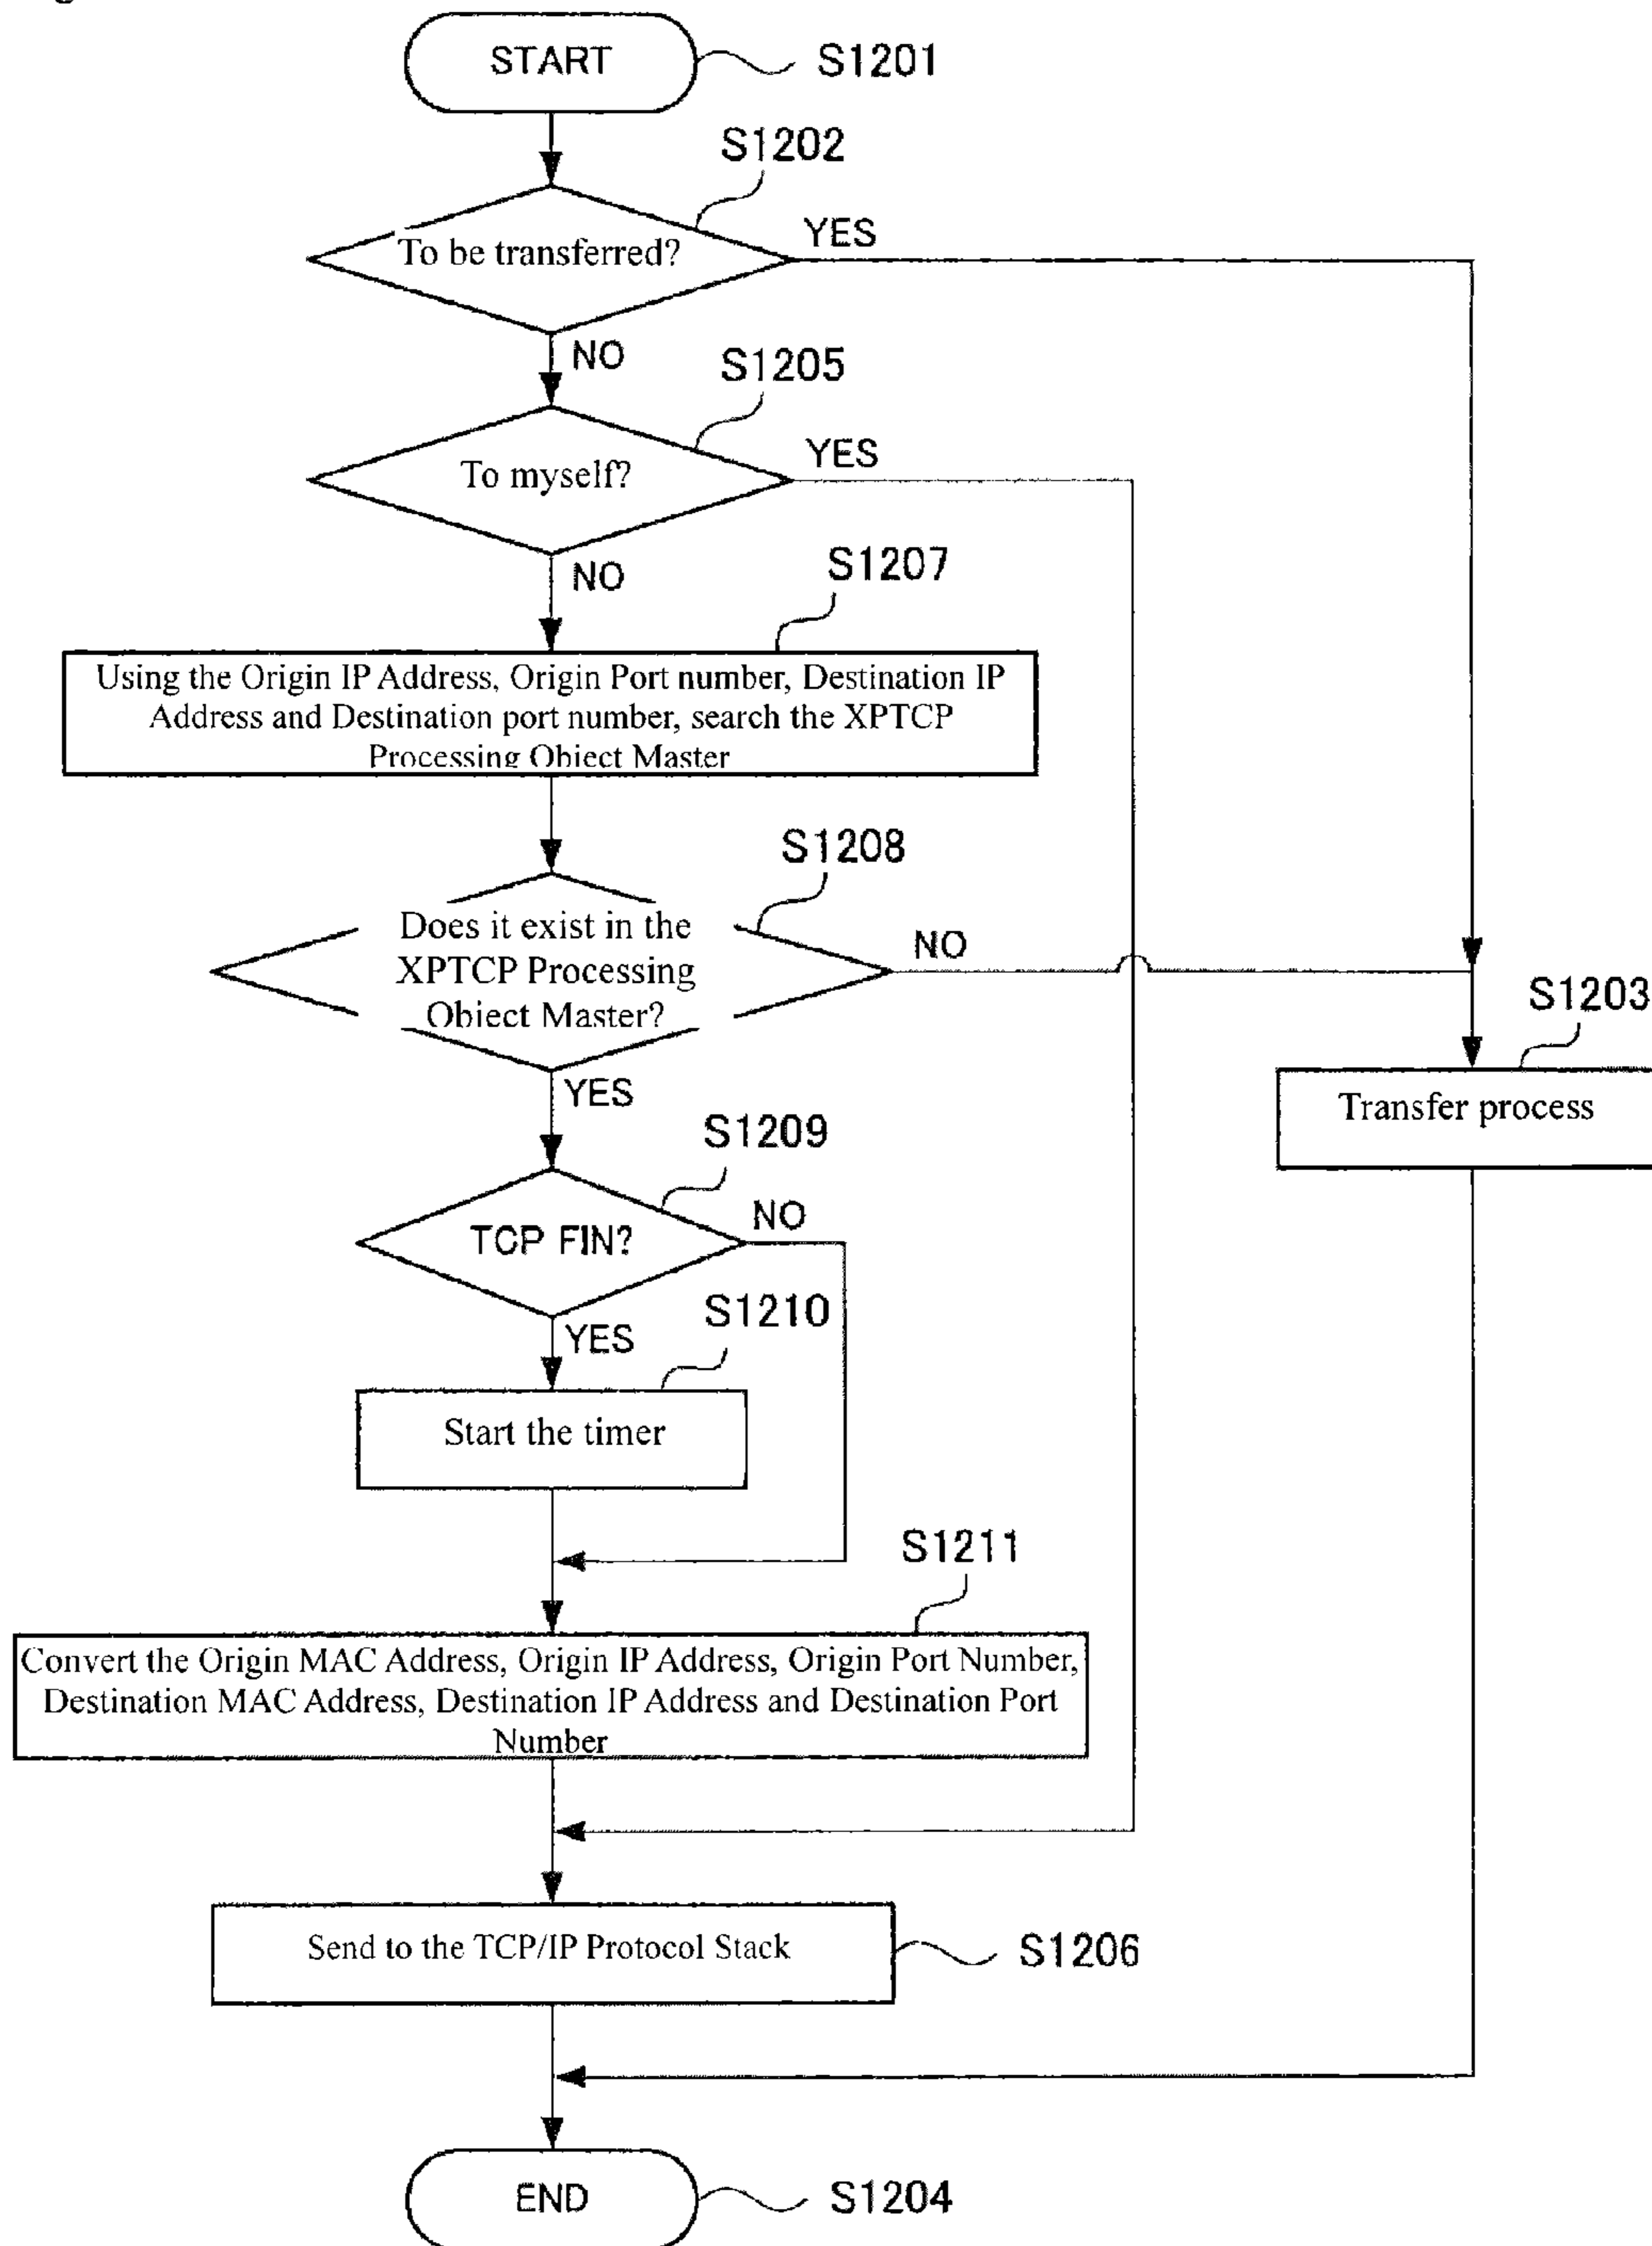 START
S1201
S1202
To be transferred?
YES
NO
S1205
To myself?
YES
NO
S1207
Using the Origin IP Address, Origin Port number, Destination IP
Address and Destination port number, search the XPTCP
Processing Object Master
S1208
Does it exist in the
XPTCP Processing
Object Master?
NO
YES
S1203
Transfer process
S1209
TCP FIN?
NO
YES
S1210
Start the timer
S1211
Convert the Origin MAC Address, Origin IP Address, Origin Port Number,
Destination MAC Address, Destination IP Address and Destination Port
Number
Send to the TCP/IP Protocol Stack
S1206
END
S1204